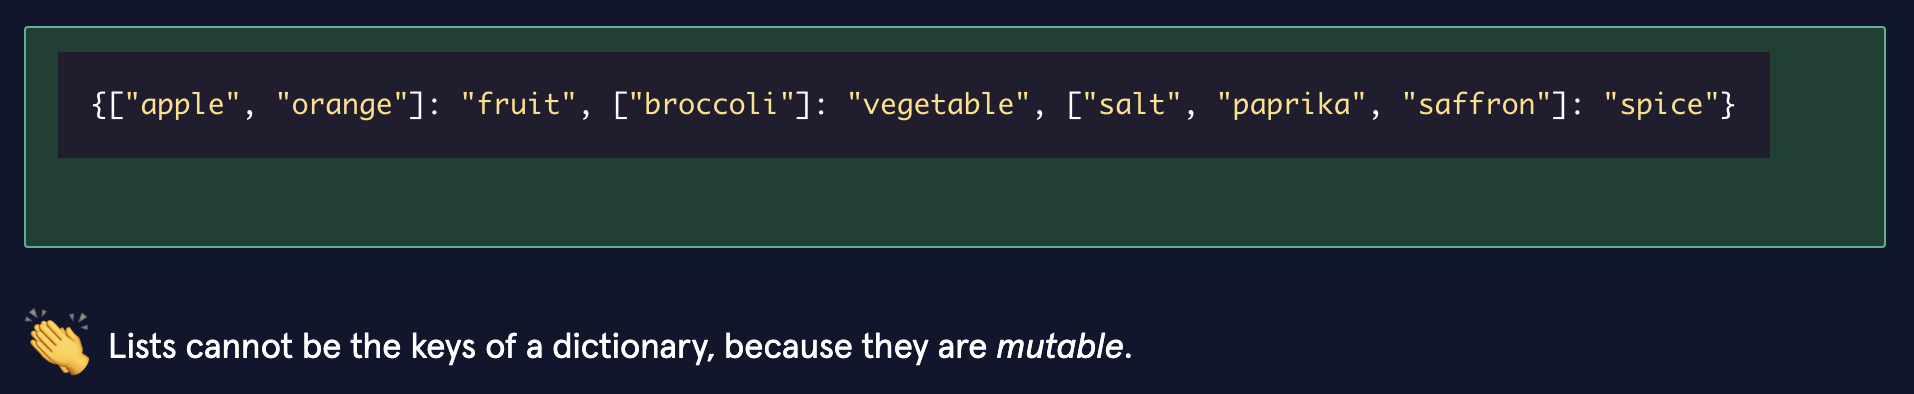 {["apple", "orange"]: "fruit", ["broccoli"]: "vegetable", ["salt", "paprika", "saffron"]: "spice"}
Lists cannot be the keys of a dictionary, because they are mutable.